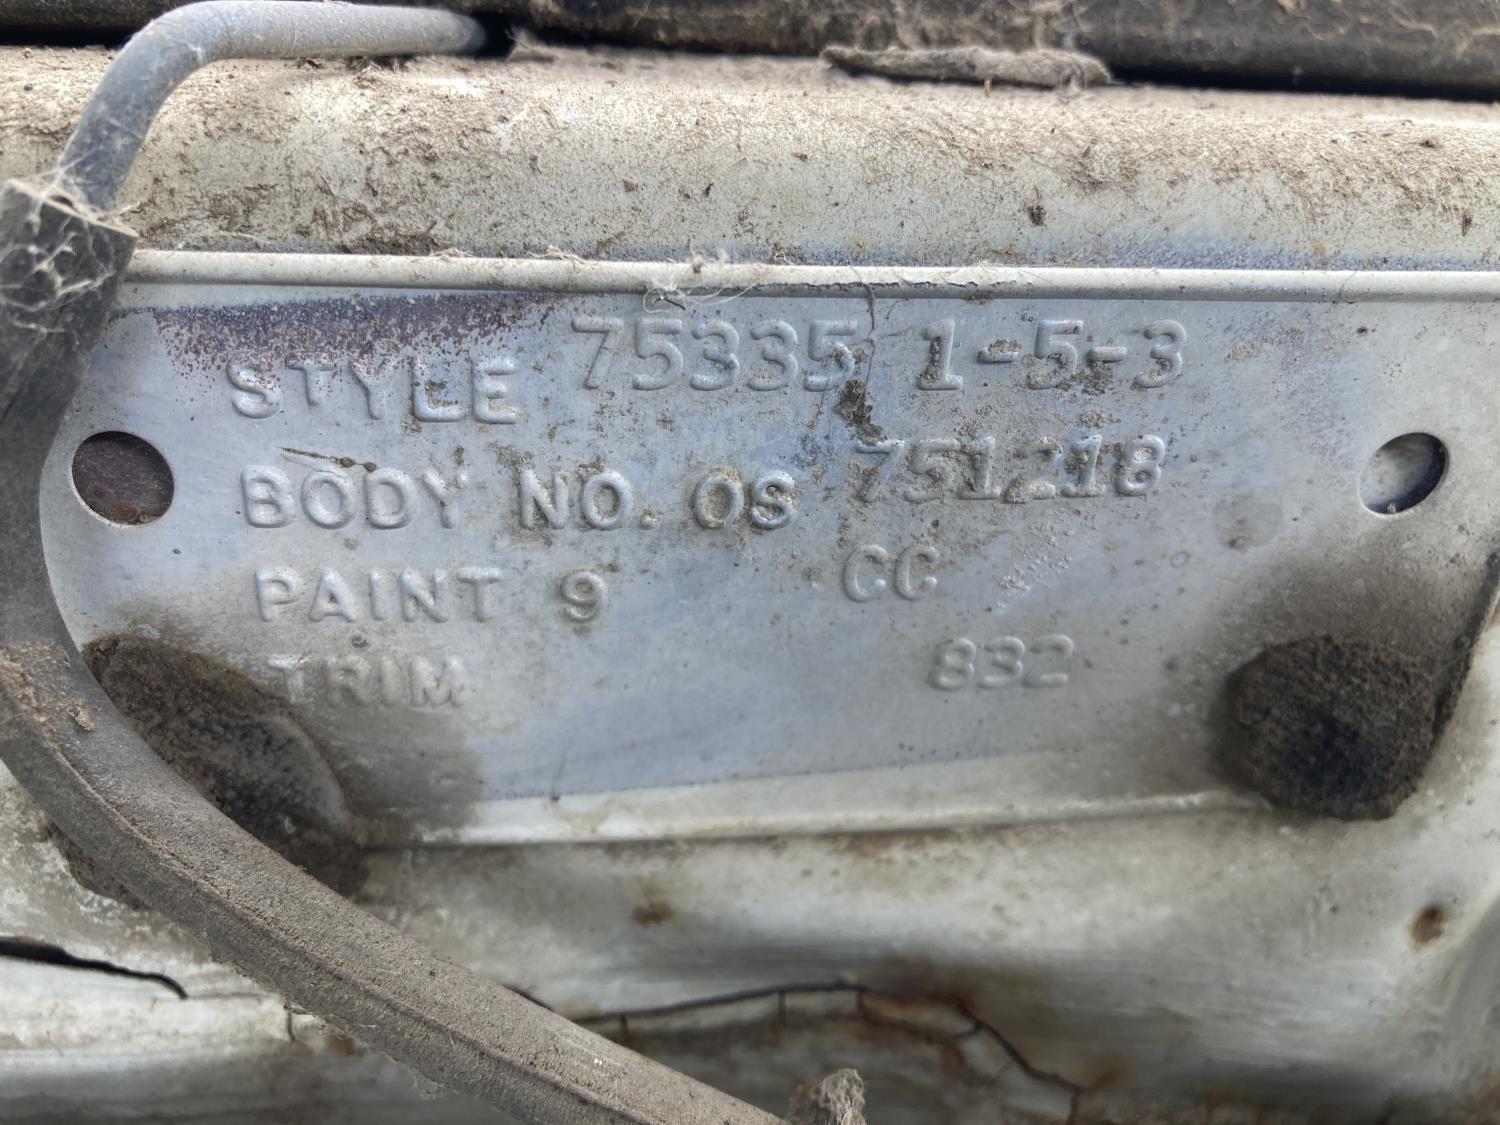 STYLE 75335 1-5-3
BODY NO. OS 751218
PAINT 9 CC
TRIM 832